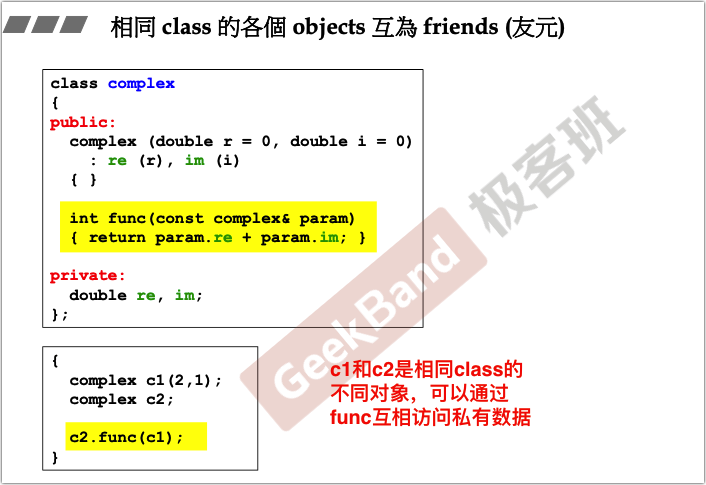 相同 class 的各個 objects 互為 friends (友元)
class complex
{
public:
complex (double r = 0, double i = 0)
: re (r), im (i)
{ }
int func(const complex& param)
{ return param.re + param.im; }
private:
double re, im;
};
{
complex c1(2,1);
complex c2;
c2.func(c1);
}
c1和c2是相同class的
不同对象，可以通过
func互相访问私有数据
GeekBand 极客班